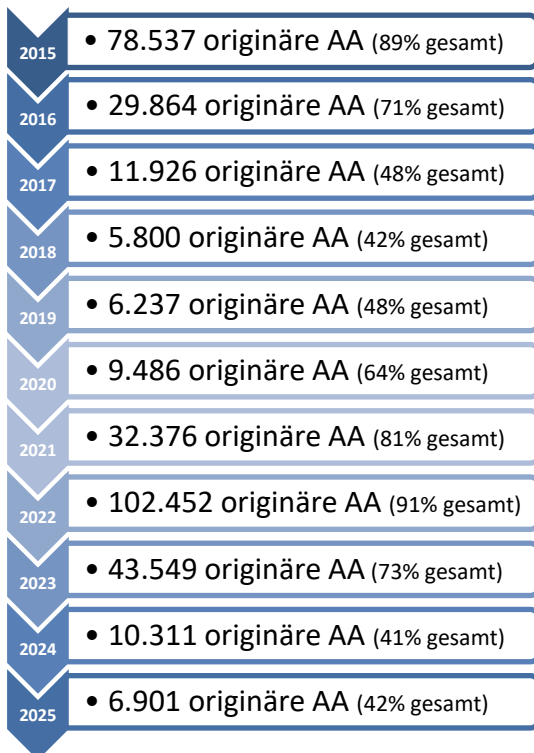 2015 • 78.537 originäre AA (89% gesamt)
2016 • 29.864 originäre AA (71% gesamt)
2017 • 11.926 originäre AA (48% gesamt)
2018 • 5.800 originäre AA (42% gesamt)
2019 • 6.237 originäre AA (48% gesamt)
2020 • 9.486 originäre AA (64% gesamt)
2021 • 32.376 originäre AA (81% gesamt)
2022 • 102.452 originäre AA (91% gesamt)
2023 • 43.549 originäre AA (73% gesamt)
2024 • 10.311 originäre AA (41% gesamt)
2025 • 6.901 originäre AA (42% gesamt)